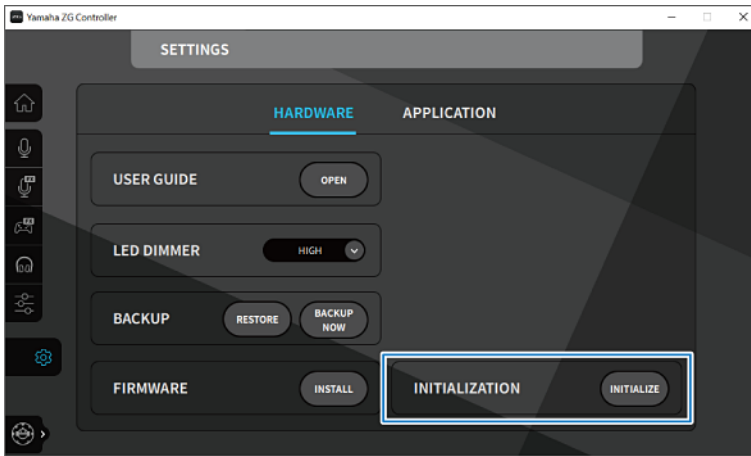 Yamaha ZG Controller
SETTINGS
HARDWARE
APPLICATION
USER GUIDE
OPEN
LED DIMMER
HIGH
BACKUP
RESTORE
BACKUP
NOW
FIRMWARE
INSTALL
INITIALIZATION
INITIALIZE